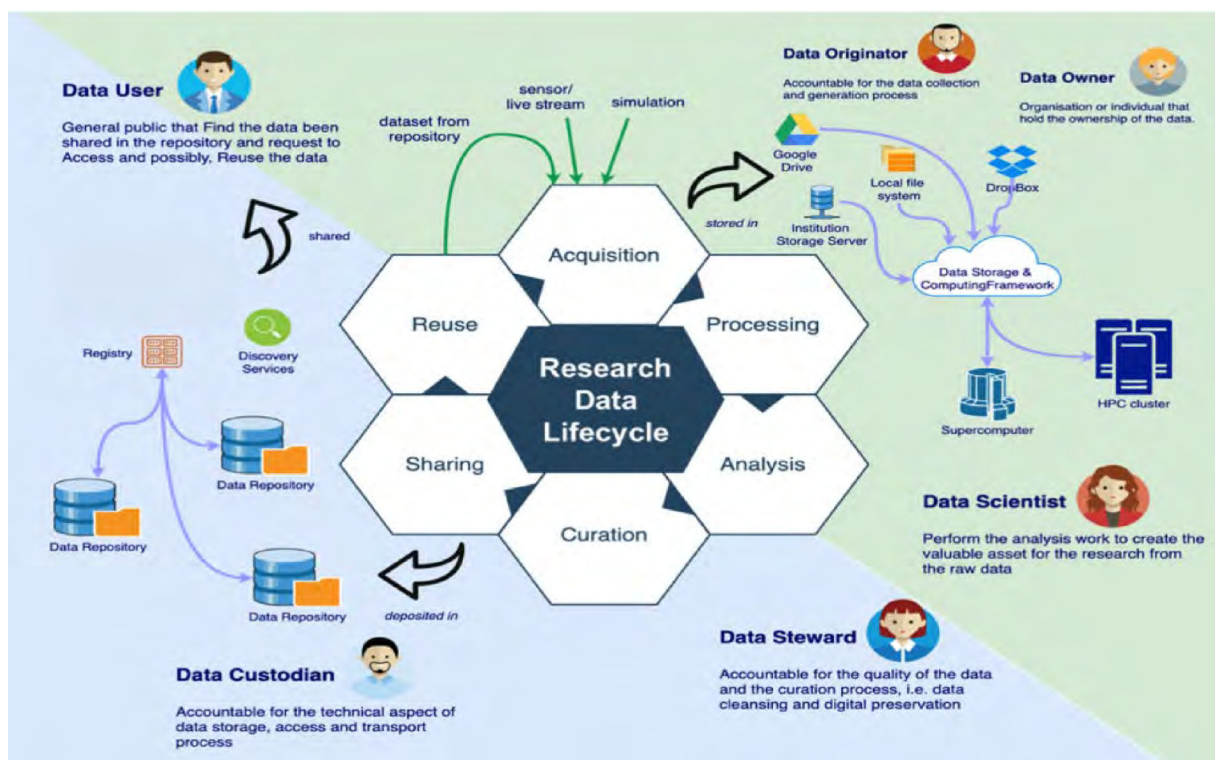 Data User
General public that Find the data been
shared in the repository and request to
Access and possibly, Reuse the data
sensor/
live stream
simulation
dataset from
repository
Data Originator
Accountable for the data collection
and generation process
Data Owner
Organisation or individual that
hold the ownership of the data.
Google
Drive
Local file
system
DropBox
Institution
Storage Server
stored in
Data Storage &
ComputingFramework
HPC cluster
Supercomputer
shared
Acquisition
Reuse
Processing
Research
Data
Lifecycle
Sharing
Analysis
Curation
Registry
Discovery
Services
Data Repository
Data Repository
Data Repository
deposited in
Data Scientist
Perform the analysis work to create the
valuable asset for the research from
the raw data
Data Steward
Accountable for the quality of the data
and the curation process, i.e. data
cleansing and digital preservation
Data Custodian
Accountable for the technical aspect of
data storage, access and transport
process